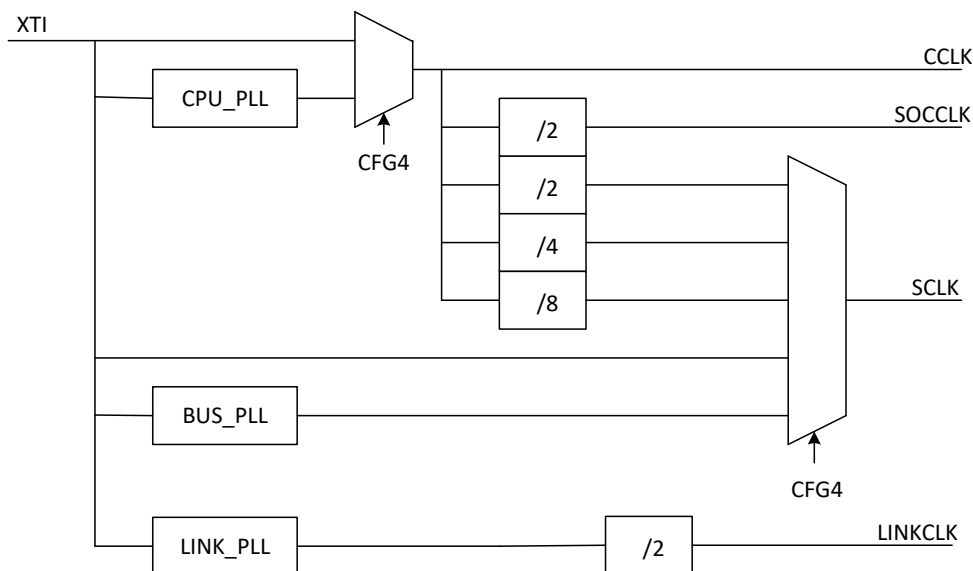 XTI
CCLK
CPU_PLL
SOCCLK
/2
CFG4
/2
/4
SCLK
/8
BUS_PLL
CFG4
LINKCLK
LINK_PLL
/2